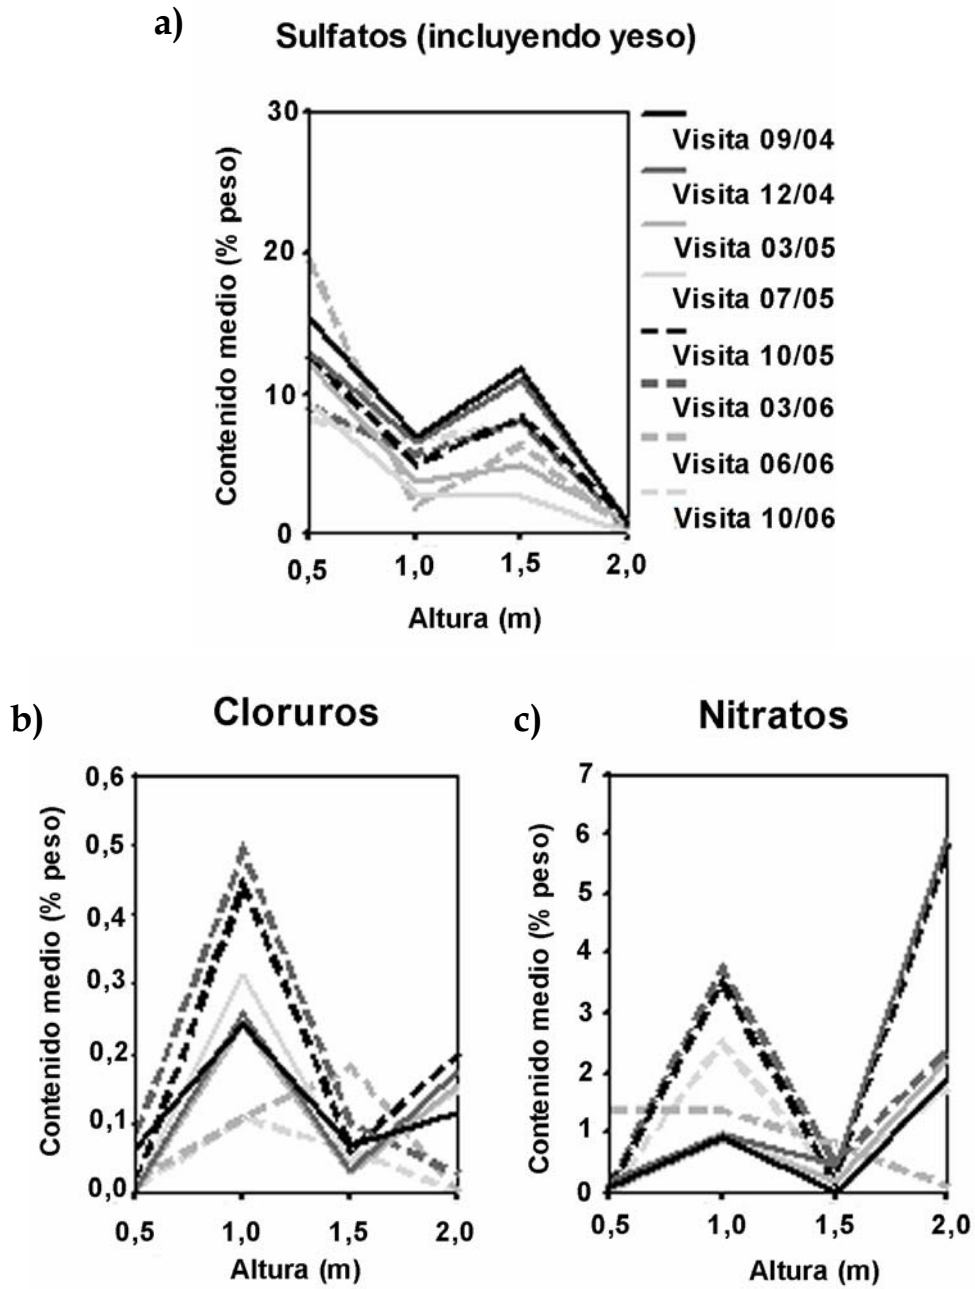 a)
Sulfatos (incluyendo yeso)
Contenido medio (% peso)
30
20
10
0
0,5
1,0
1,5
2,0
Altura (m)
Visita 09/04
Visita 12/04
Visita 03/05
Visita 07/05
Visita 10/05
Visita 03/06
Visita 06/06
Visita 10/06
b)
Cloruros
Contenido medio (% peso)
0,6
0,5
0,4
0,3
0,2
0,1
0,0
0,5
1,0
1,5
2,0
Altura (m)
c)
Nitratos
Contenido medio (% peso)
7
6
5
4
3
2
1
0
0,5
1,0
1,5
2,0
Altura (m)